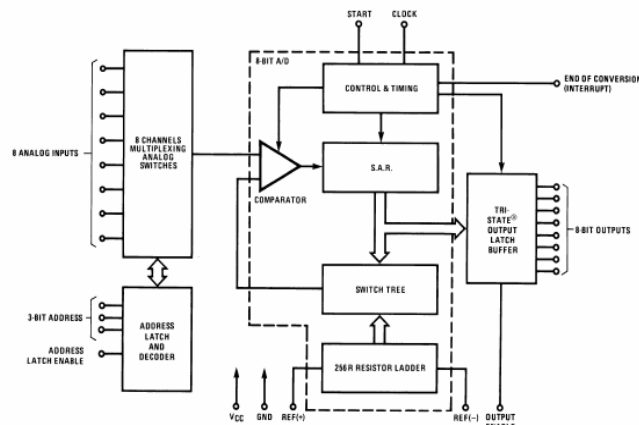 START
CLOCK
8-BIT A/D
CONTROL & TIMING
END OF CONVERSION
(INTERRUPT)
8 ANALOG INPUTS
8 CHANNELS
MULTIPLEXING
ANALOG
SWITCHES
COMPARATOR
S.A.R.
TRI-
STATE®
OUTPUT
LATCH
BUFFER
8-BIT OUTPUTS
SWITCH TREE
3-BIT ADDRESS
ADDRESS
LATCH
AND
DECODER
ADDRESS
LATCH ENABLE
256R RESISTOR LADDER
VCC
GND
REF(+)
REF(−)
OUTPUT